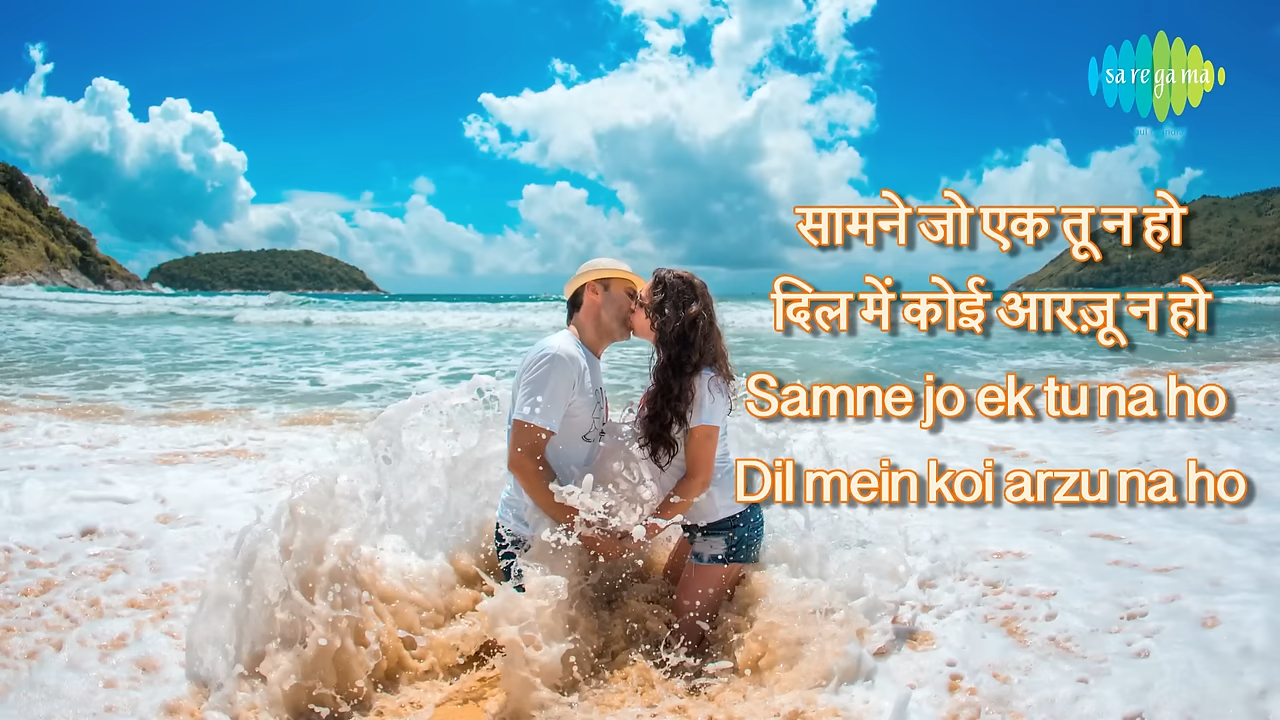 sa re ga ma
सामने जो एक तू न हो
दिल में कोई आरज़ू न हो
Samne jo ek tu na ho
Dil mein koi arzu na ho